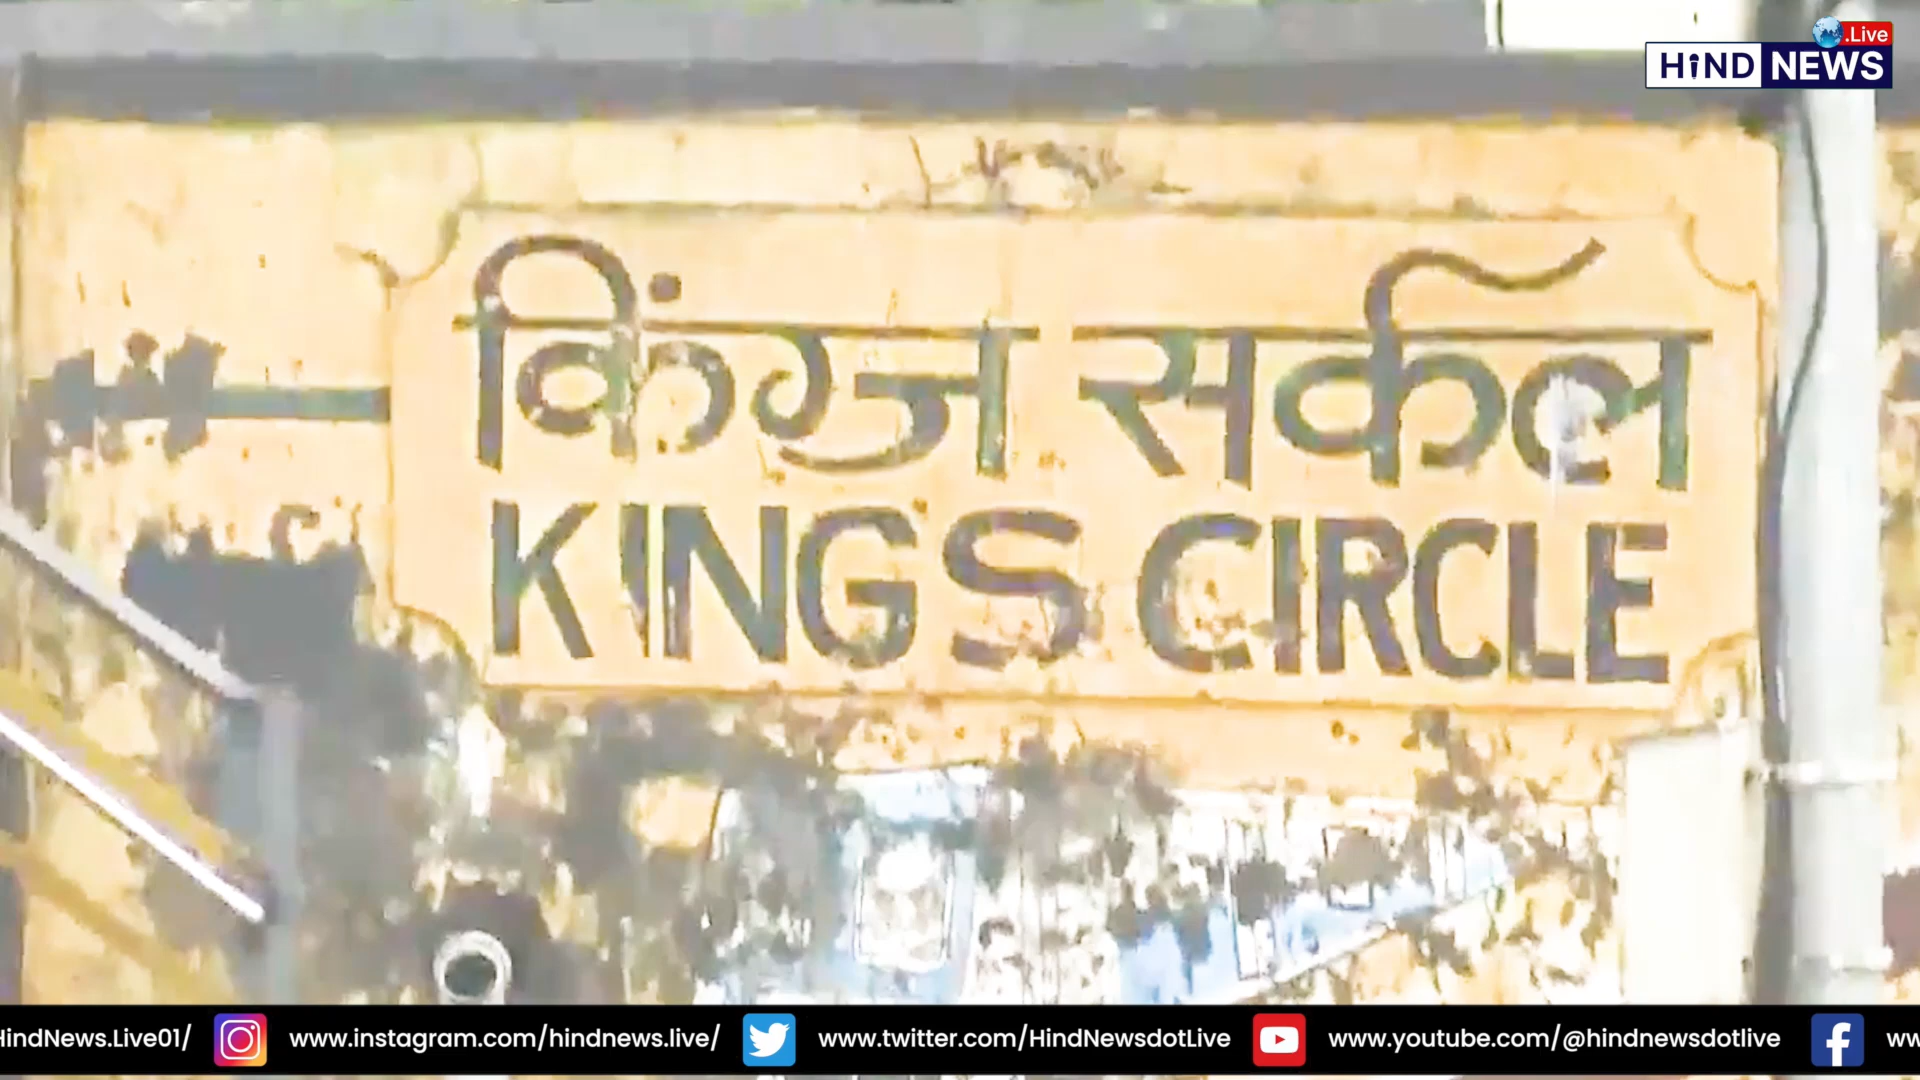 .Live
HIND NEWS
किंग्ज सर्कल
KINGS CIRCLE
HindNews.Live01/ www.instagram.com/hindnews.live/ www.twitter.com/HindNewsdotLive www.youtube.com/@hindnewsdotlive